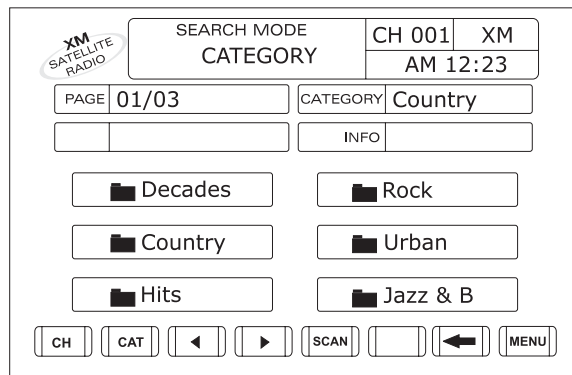 XM
SATELLITE
RADIO
SEARCH MODE
CATEGORY
CH 001 XM
AM 12:23
PAGE 01/03 CATEGORY Country
INFO
Decades Rock
Country Urban
Hits Jazz & B
CH CAT SCAN MENU